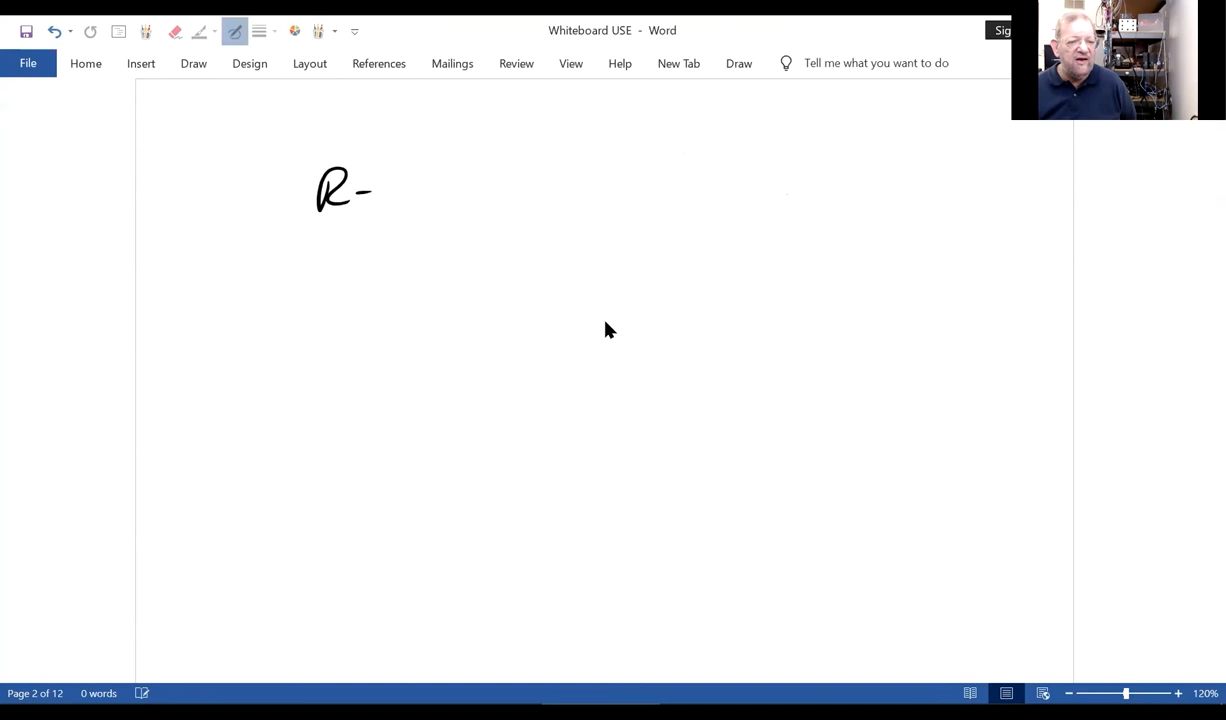 Whiteboard USE - Word
Sig
File Home Insert Draw Design Layout References Mailings Review View Help New Tab Draw Tell me what you want to do
R-
Page 2 of 12 0 words 120%